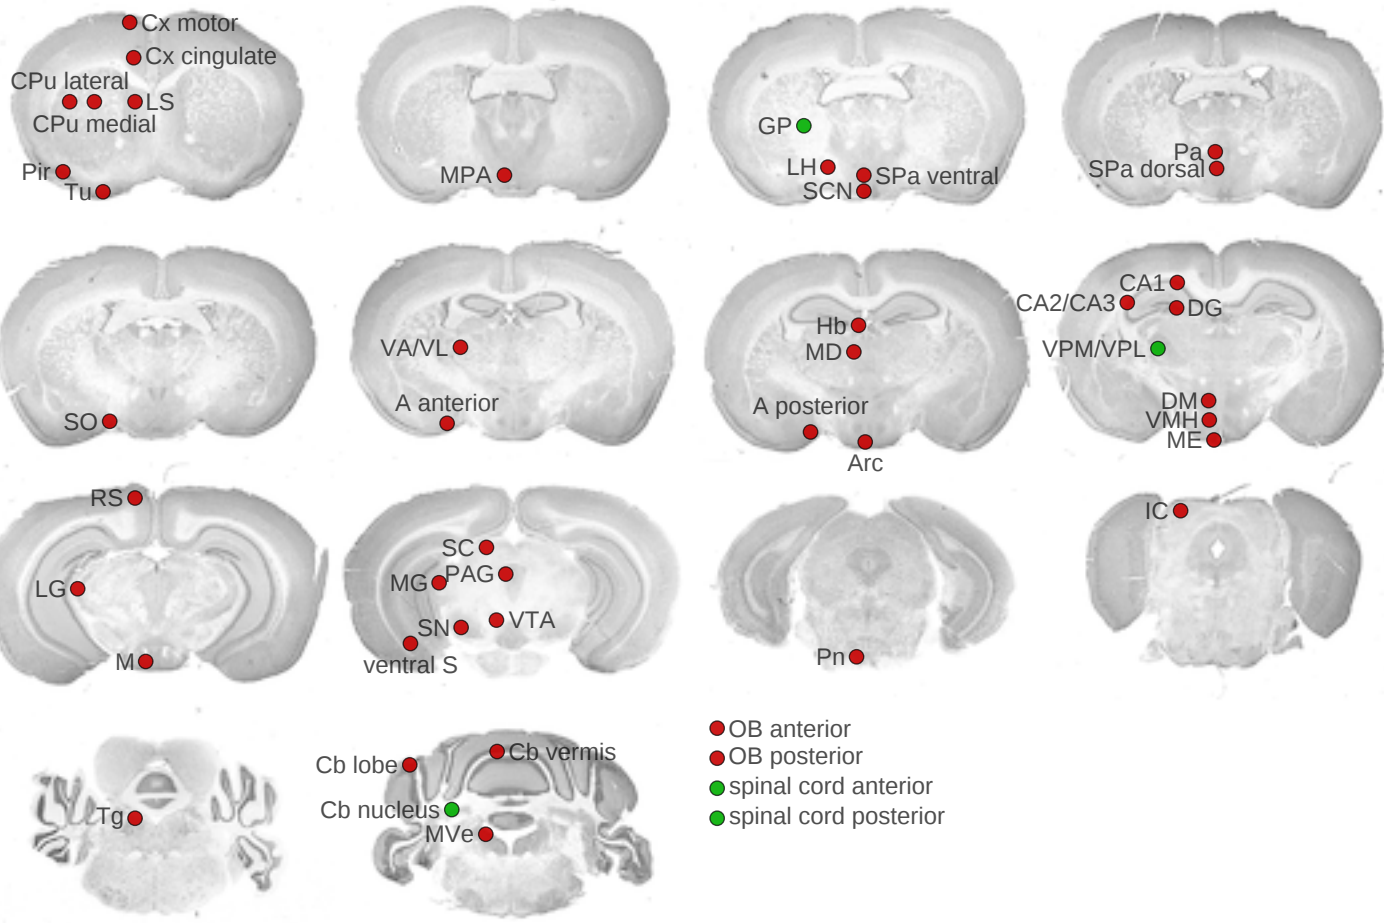 Cx motor
Cx cingulate
CPu lateral
LS
CPu medial
Pir
Tu
MPA
GP
LH
SPa ventral
SCN
Pa
SPa dorsal
SO
VA/VL
A anterior
Hb
MD
A posterior
Arc
CA1
CA2/CA3
DG
VPM/VPL
DM
VMH
ME
RS
LG
M
SC
MG
PAG
SN
VTA
ventral S
Pn
IC
Tg
Cb lobe
Cb vermis
Cb nucleus
MVe
OB anterior
OB posterior
spinal cord anterior
spinal cord posterior